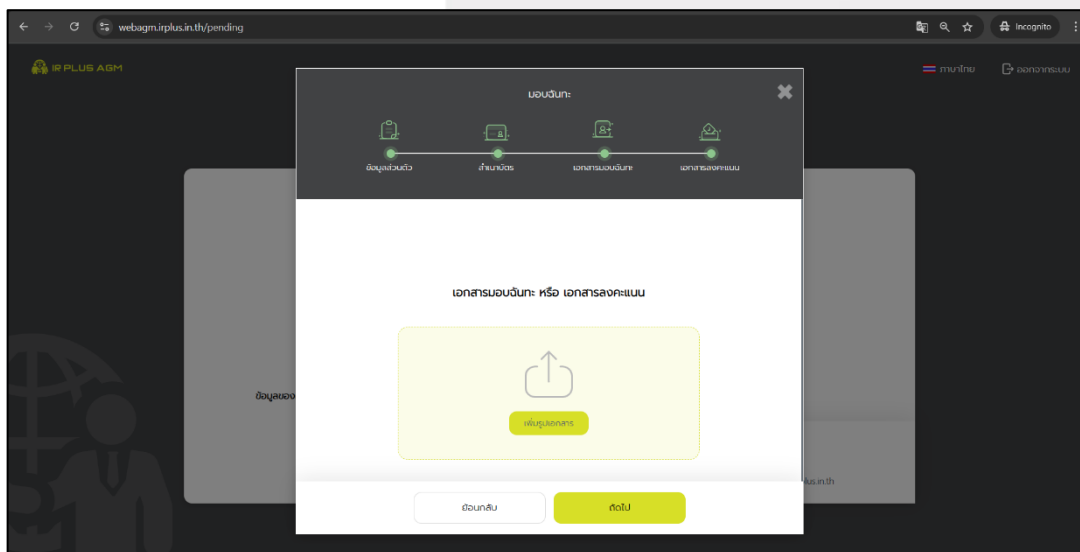 webagm.irplus.in.th/pending
Incognito
IR PLUS AGM
ภาษาไทย
ออกจากระบบ
มอบฉันทะ
ข้อมูลส่วนตัว
สำเนาบัตร
เอกสารมอบฉันทะ
เอกสารลงคะแนน
เอกสารมอบฉันทะ หรือ เอกสารลงคะแนน
ข้อมูลของ
เพิ่มรูปเอกสาร
lus.in.th
ย้อนกลับ
ถัดไป